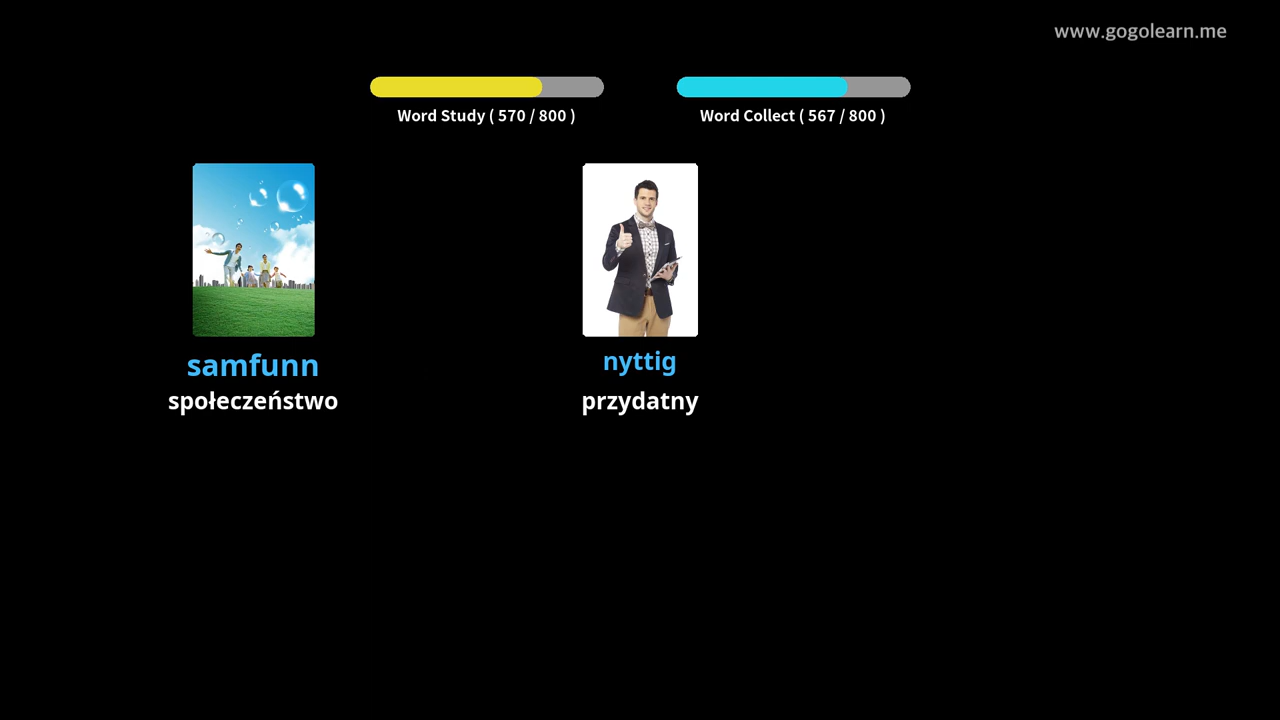 www.gogolearn.me
Word Study ( 570 / 800 )
Word Collect ( 567 / 800 )
samfunn
społeczeństwo
nyttig
przydatny